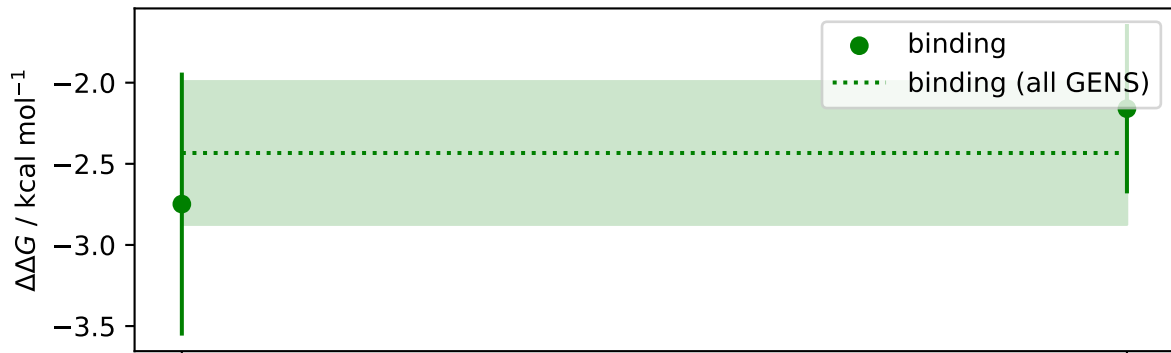 binding
binding (all GENS)
−2.0
−2.5
−3.0
−3.5
ΔΔG / kcal mol⁻¹